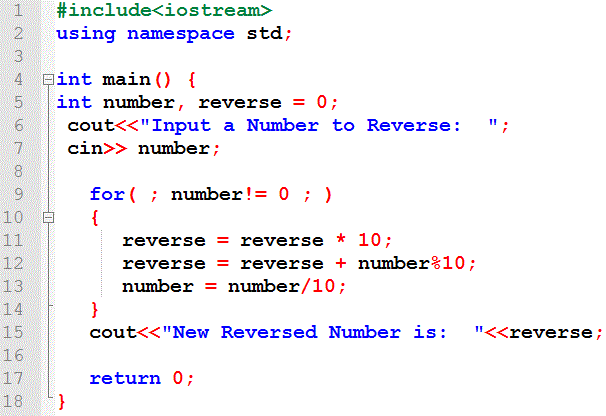 1 #include<iostream>
2 using namespace std;
3
4 int main() {
5 int number, reverse = 0;
6 cout<<"Input a Number to Reverse:  ";
7 cin>> number;
8
9 for( ; number!= 0 ; )
10 {
11 reverse = reverse * 10;
12 reverse = reverse + number%10;
13 number = number/10;
14 }
15 cout<<"New Reversed Number is:  "<<reverse;
16
17 return 0;
18 }